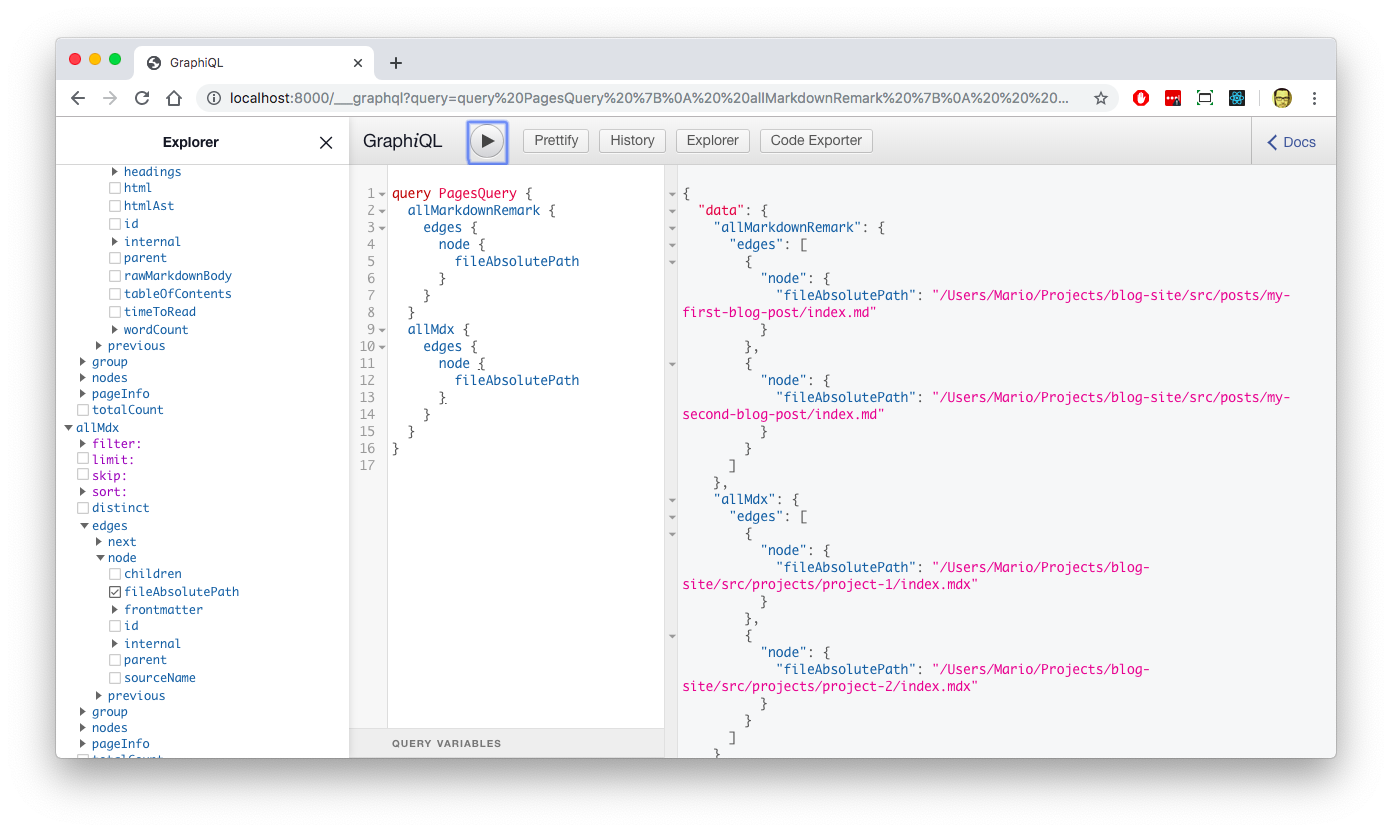 GraphiQL
localhost:8000/___graphql?query=query%20PagesQuery%20%7B%0A%20%20allMarkdownRemark%20%7B%0A%20%20%20%20...
Explorer
headings
html
htmlAst
id
internal
parent
rawMarkdownBody
tableOfContents
timeToRead
wordCount
previous
group
nodes
pageInfo
totalCount
allMdx
filter:
limit:
skip:
sort:
distinct
edges
next
node
children
fileAbsolutePath
frontmatter
id
internal
parent
sourceName
previous
group
nodes
pageInfo
totalCount
GraphiQL Prettify History Explorer Code Exporter Docs
1 query PagesQuery {
2 allMarkdownRemark {
3 edges {
4 node {
5 fileAbsolutePath
6 }
7 }
8 }
9 allMdx {
10 edges {
11 node {
12 fileAbsolutePath
13 }
14 }
15 }
16 }
17
QUERY VARIABLES
{
"data": {
"allMarkdownRemark": {
"edges": [
{
"node": {
"fileAbsolutePath": "/Users/Mario/Projects/blog-site/src/posts/my-
first-blog-post/index.md"
}
},
{
"node": {
"fileAbsolutePath": "/Users/Mario/Projects/blog-site/src/posts/my-
second-blog-post/index.md"
}
}
]
},
"allMdx": {
"edges": [
{
"node": {
"fileAbsolutePath": "/Users/Mario/Projects/blog-
site/src/projects/project-1/index.mdx"
}
},
{
"node": {
"fileAbsolutePath": "/Users/Mario/Projects/blog-
site/src/projects/project-2/index.mdx"
}
}
]
}